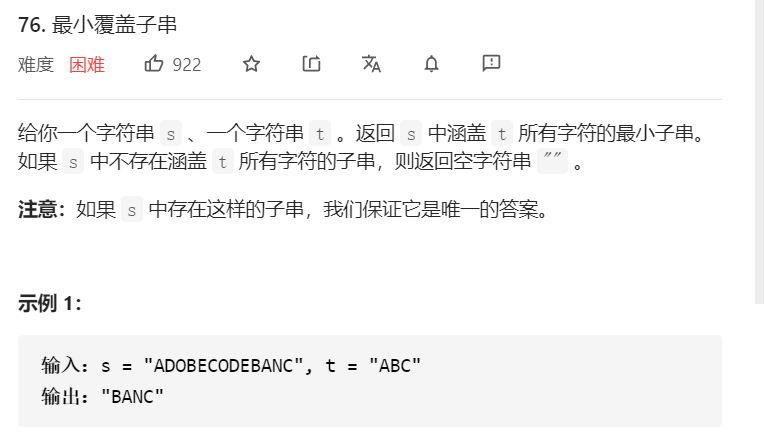 76. 最小覆盖子串
难度 困难 922
给你一个字符串 s 、一个字符串 t 。返回 s 中涵盖 t 所有字符的最小子串。
如果 s 中不存在涵盖 t 所有字符的子串，则返回空字符串 "" 。
注意：如果 s 中存在这样的子串，我们保证它是唯一的答案。
示例 1：
输入：s = "ADOBECODEBANC", t = "ABC"
输出："BANC"